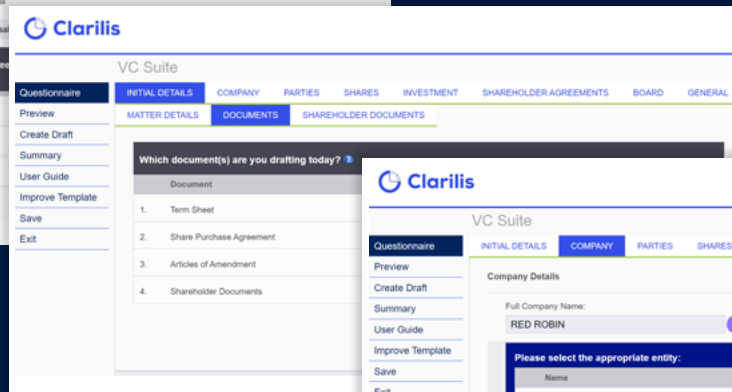 Clarilis
VC Suite
Questionnaire
Preview
Create Draft
Summary
User Guide
Improve Template
Save
Exit
INITIAL DETAILS COMPANY PARTIES SHARES INVESTMENT SHAREHOLDER AGREEMENTS BOARD GENERAL
MATTER DETAILS DOCUMENTS SHAREHOLDER DOCUMENTS
Which document(s) are you drafting today? ?
Document
1. Term Sheet
2. Share Purchase Agreement
3. Articles of Amendment
4. Shareholder Documents
Clarilis
VC Suite
Questionnaire
Preview
Create Draft
Summary
User Guide
Improve Template
Save
Exit
INITIAL DETAILS COMPANY PARTIES SHARES
Company Details
Full Company Name:
RED ROBIN
Please select the appropriate entity:
Name